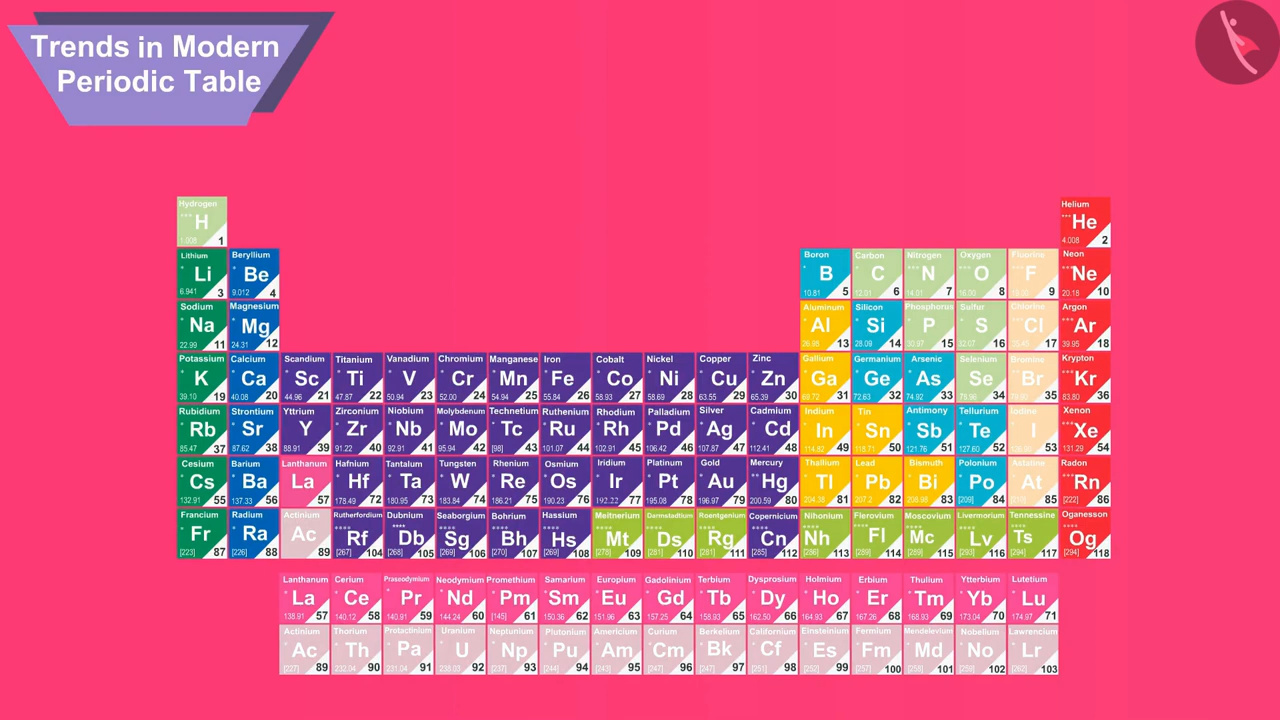 Trends in Modern
Periodic Table
Hydrogen Helium
*** H *** He
1.008 1 4.008 2
Lithium Beryllium Boron Carbon Nitrogen Oxygen Fluorine Neon
* Li * Be * B * C *** N *** O *** F *** Ne
6.941 3 9.012 4 10.81 5 12.01 6 14.01 7 16.00 8 19.00 9 20.18 10
Sodium Magnesium Aluminum Silicon Phosphorus Sulfur Chlorine Argon
* Na * Mg * Al * Si * P * S *** Cl *** Ar
22.99 11 24.31 12 26.98 13 28.09 14 30.97 15 32.07 16 35.45 17 39.95 18
Potassium Calcium Scandium Titanium Vanadium Chromium Manganese Iron Cobalt Nickel Copper Zinc Gallium Germanium Arsenic Selenium Bromine Krypton
* K * Ca * Sc * Ti * V * Cr * Mn * Fe * Co * Ni * Cu * Zn * Ga * Ge * As * Se ** Br *** Kr
39.10 19 40.08 20 44.96 21 47.87 22 50.94 23 52.00 24 54.94 25 55.84 26 58.93 27 58.69 28 63.55 29 65.39 30 69.72 31 72.63 32 74.92 33 78.96 34 79.90 35 83.80 36
Rubidium Strontium Yttrium Zirconium Niobium Molybdenum Technetium Ruthenium Rhodium Palladium Silver Cadmium Indium Tin Antimony Tellurium Iodine Xenon
* Rb * Sr * Y * Zr * Nb * Mo * Tc * Ru * Rh * Pd * Ag * Cd * In * Sn * Sb * Te * I *** Xe
85.47 37 87.62 38 88.91 39 91.22 40 92.91 41 95.94 42 [98] 43 101.07 44 102.91 45 106.42 46 107.87 47 112.41 48 114.82 49 118.71 50 121.76 51 127.60 52 126.90 53 131.29 54
Cesium Barium Lanthanum Hafnium Tantalum Tungsten Rhenium Osmium Iridium Platinum Gold Mercury Thallium Lead Bismuth Polonium Astatine Radon
* Cs * Ba * La * Hf * Ta * W * Re * Os * Ir * Pt * Au ** Hg * Tl * Pb * Bi * Po * At *** Rn
132.91 55 137.33 56 57 178.49 72 180.95 73 183.84 74 186.21 75 190.23 76 192.22 77 195.08 78 196.97 79 200.59 80 204.38 81 207.2 82 208.98 83 [209] 84 [210] 85 [222] 86
Francium Radium Actinium Rutherfordium Dubnium Seaborgium Bohrium Hassium Meitnerium Darmstadtium Roentgenium Copernicium Nihonium Flerovium Moscovium Livermorium Tennessine Oganesson
* Fr * Ra * Ac **** Rf **** Db **** Sg **** Bh **** Hs **** Mt **** Ds **** Rg **** Cn **** Nh **** Fl **** Mc **** Lv **** Ts **** Og
[223] 87 [226] 88 89 [267] 104 [268] 105 [269] 106 [270] 107 [269] 108 [278] 109 [281] 110 [281] 111 [285] 112 [286] 113 [289] 114 [289] 115 [293] 116 [294] 117 [294] 118
Lanthanum Cerium Praseodymium Neodymium Promethium Samarium Europium Gadolinium Terbium Dysprosium Holmium Erbium Thulium Ytterbium Lutetium
* La * Ce * Pr * Nd * Pm * Sm * Eu * Gd * Tb * Dy * Ho * Er * Tm * Yb * Lu
138.91 57 140.12 58 140.91 59 144.24 60 [145] 61 150.36 62 151.96 63 157.25 64 158.93 65 162.50 66 164.93 67 167.26 68 168.93 69 173.04 70 174.97 71
Actinium Thorium Protactinium Uranium Neptunium Plutonium Americium Curium Berkelium Californium Einsteinium Fermium Mendelevium Nobelium Lawrencium
* Ac * Th * Pa * U * Np * Pu * Am * Cm * Bk * Cf * Es * Fm * Md * No * Lr
[227] 89 232.04 90 231.04 91 238.03 92 [237] 93 [244] 94 [243] 95 [247] 96 [247] 97 [251] 98 [252] 99 [257] 100 [258] 101 [259] 102 [262] 103